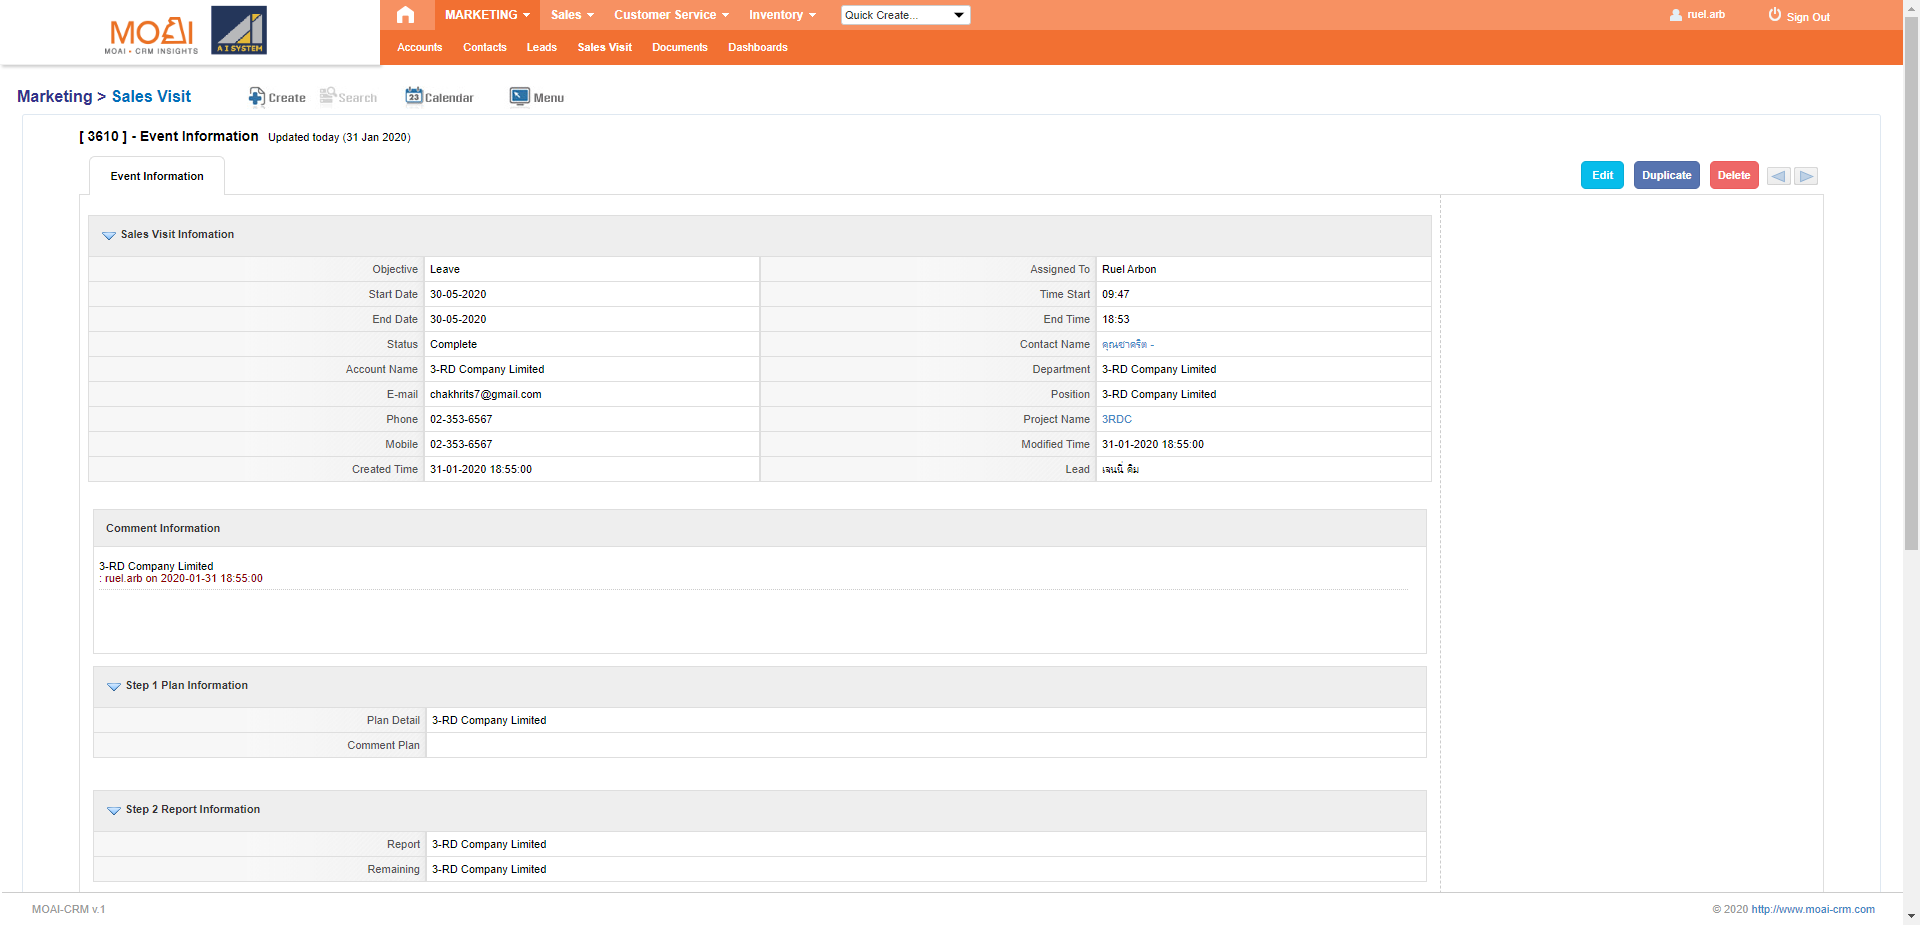 MOAI
MOAI - CRM INSIGHTS
A I SYSTEM
MARKETING Sales Customer Service Inventory Quick Create... ruel.arb Sign Out
Accounts Contacts Leads Sales Visit Documents Dashboards
Marketing > Sales Visit Create Search 23 Calendar Menu
[ 3610 ] - Event Information Updated today (31 Jan 2020)
Event Information Edit Duplicate Delete
Sales Visit Infomation
Objective Leave Assigned To Ruel Arbon
Start Date 30-05-2020 Time Start 09:47
End Date 30-05-2020 End Time 18:53
Status Complete Contact Name คุณชาคริต -
Account Name 3-RD Company Limited Department 3-RD Company Limited
E-mail chakhrits7@gmail.com Position 3-RD Company Limited
Phone 02-353-6567 Project Name 3RDC
Mobile 02-353-6567 Modified Time 31-01-2020 18:55:00
Created Time 31-01-2020 18:55:00 Lead เจนนี่ คิม
Comment Information
3-RD Company Limited
: ruel.arb on 2020-01-31 18:55:00
Step 1 Plan Information
Plan Detail 3-RD Company Limited
Comment Plan
Step 2 Report Information
Report 3-RD Company Limited
Remaining 3-RD Company Limited
MOAI-CRM v.1 © 2020 http://www.moai-crm.com